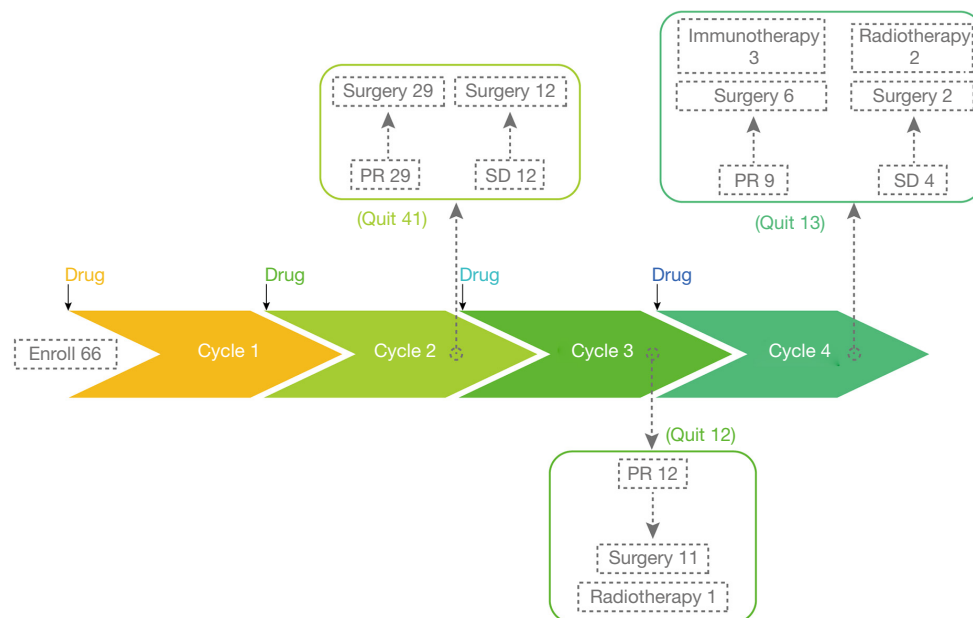 Immunotherapy
3
Radiotherapy
2
Surgery 29
Surgery 12
Surgery 6
Surgery 2
PR 29
SD 12
PR 9
SD 4
(Quit 41)
(Quit 13)
Drug
Drug
Drug
Drug
Enroll 66
Cycle 1
Cycle 2
Cycle 3
Cycle 4
(Quit 12)
PR 12
Surgery 11
Radiotherapy 1